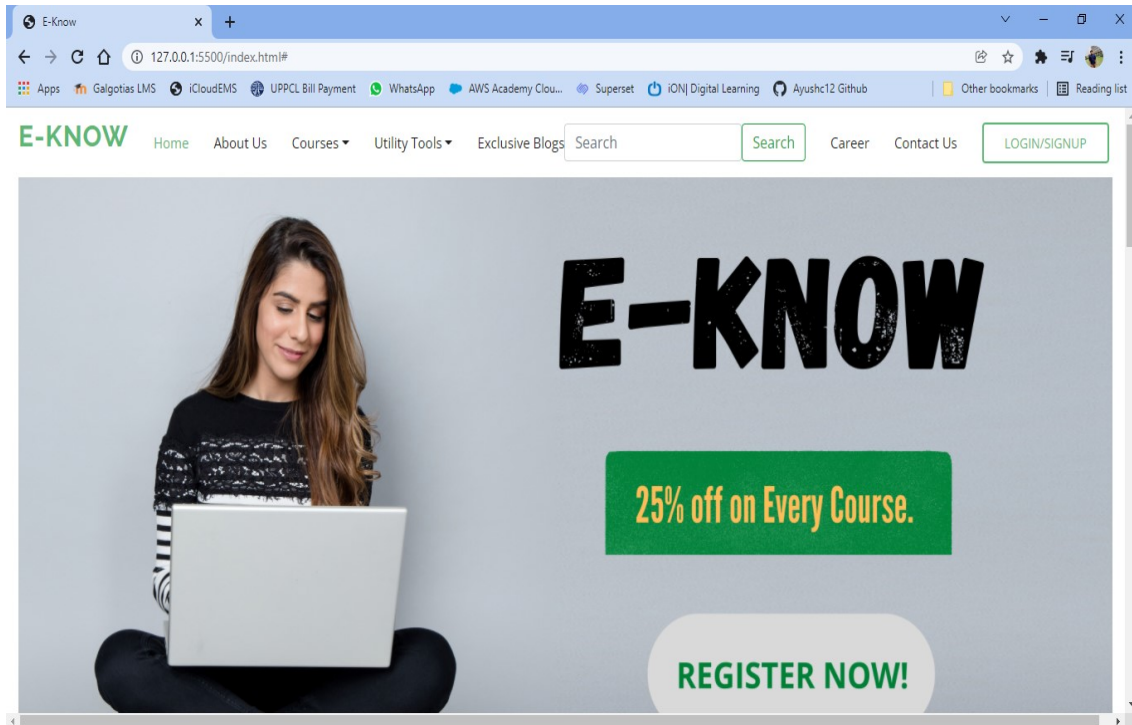 E-Know
127.0.0.1:5500/index.html#
Apps Galgotias LMS iCloudEMS UPPCL Bill Payment WhatsApp AWS Academy Clou... Superset iON| Digital Learning Ayushc12 Github Other bookmarks Reading list
E-KNOW Home About Us Courses Utility Tools Exclusive Blogs Search Search Career Contact Us LOGIN/SIGNUP
E-KNOW
25% off on Every Course.
REGISTER NOW!